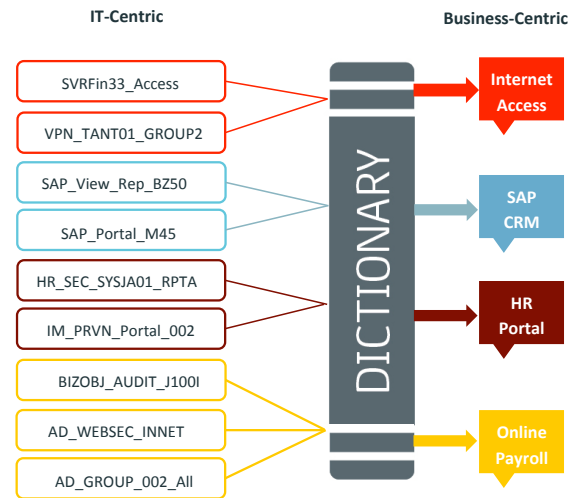 IT-Centric
Business-Centric
SVRFin33_Access
VPN_TANT01_GROUP2
SAP_View_Rep_BZ50
SAP_Portal_M45
HR_SEC_SYSJA01_RPTA
IM_PRVN_Portal_002
BIZOBJ_AUDIT_J100I
AD_WEBSEC_INNET
AD_GROUP_002_All
DICTIONARY
Internet
Access
SAP
CRM
HR
Portal
Online
Payroll